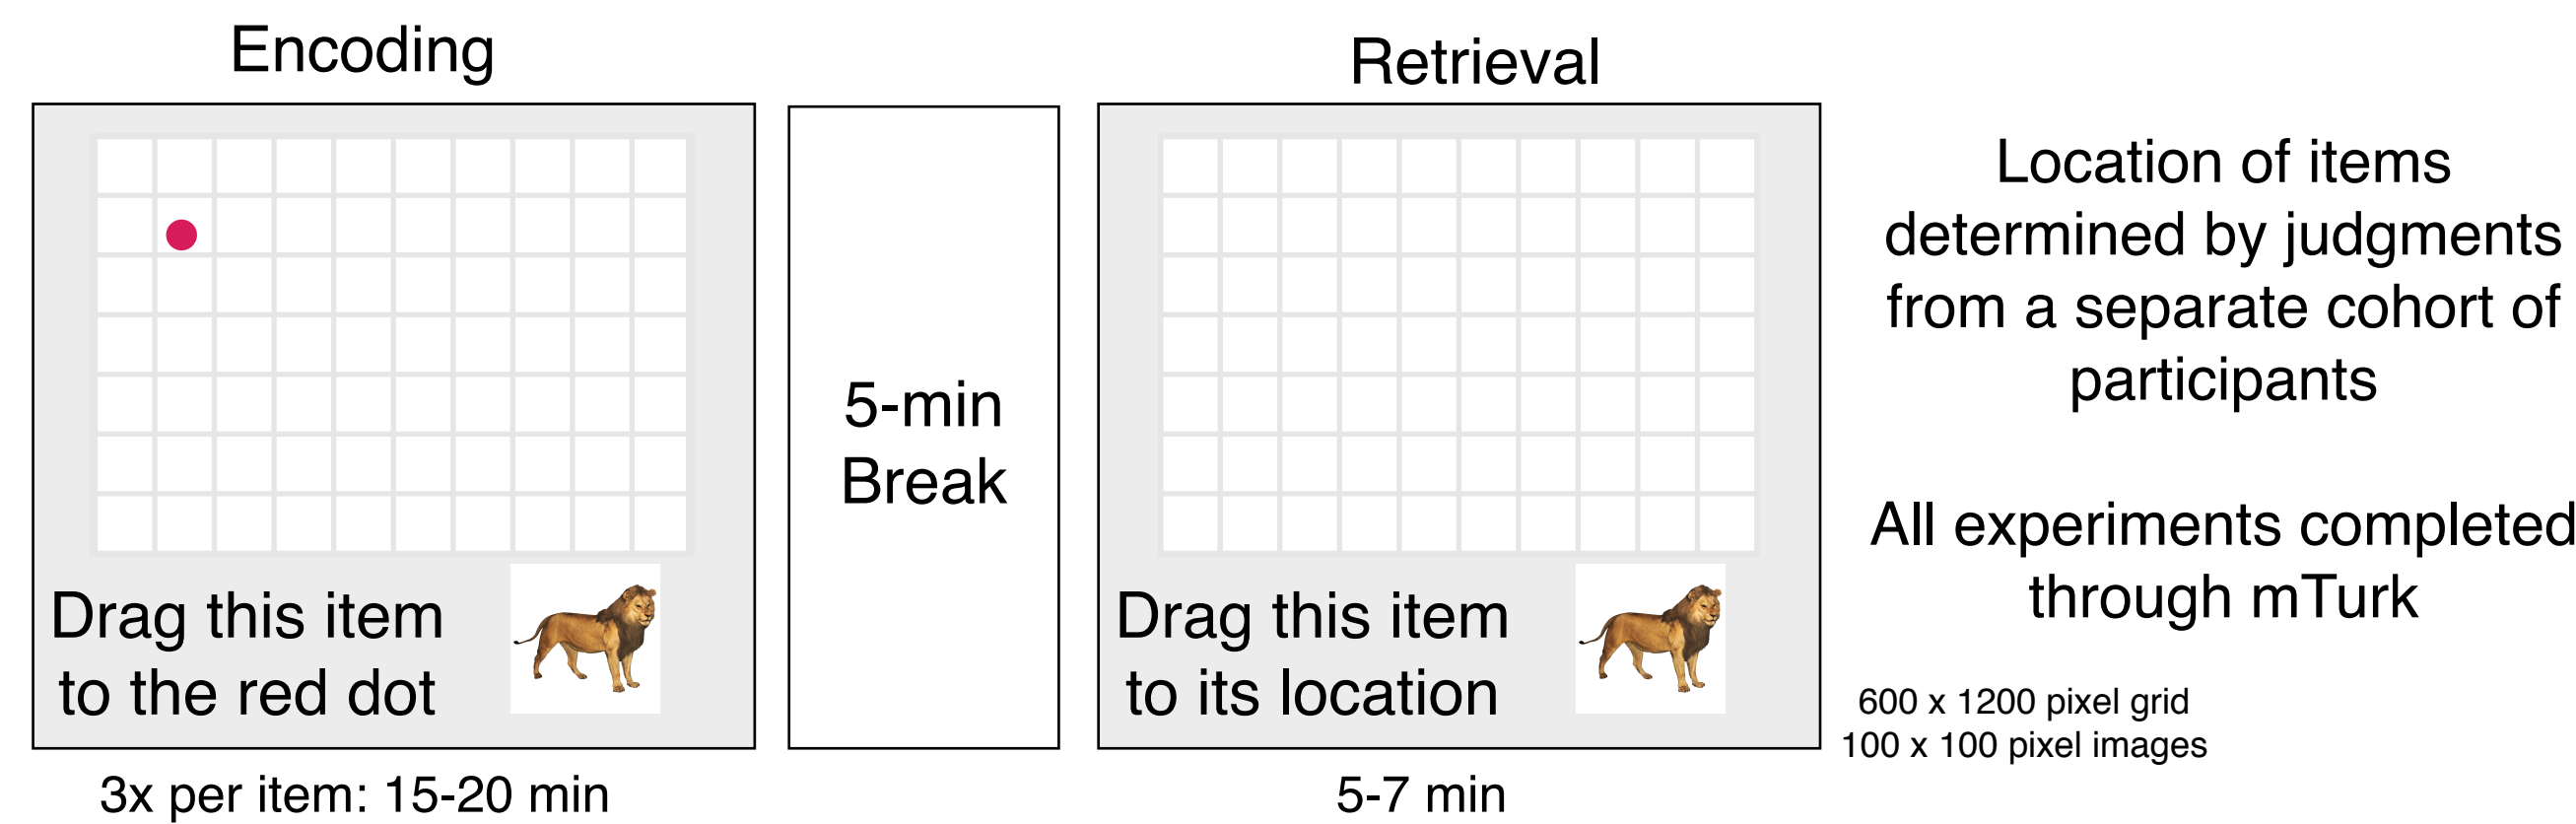 Encoding
Drag this item
to the red dot
3x per item: 15-20 min
5-min
Break
Retrieval
Drag this item
to its location
5-7 min
Location of items
determined by judgments
from a separate cohort of
participants
All experiments completed
through mTurk
600 x 1200 pixel grid
100 x 100 pixel images